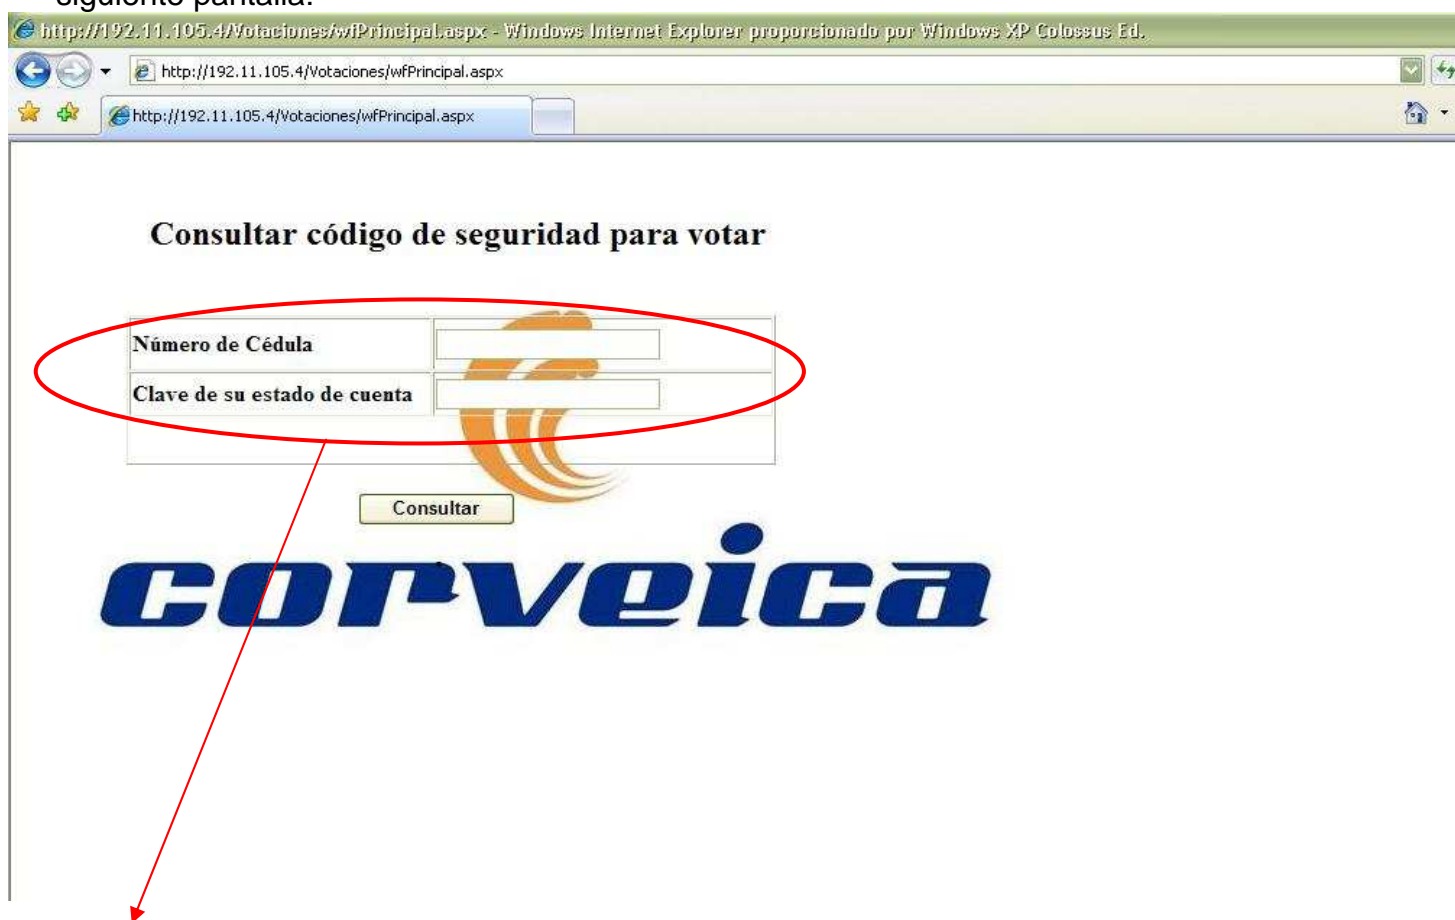 siguiente pantalla:
http://192.11.105.4/Votaciones/wfPrincipal.aspx - Windows Internet Explorer proporcionado por Windows XP Colossus Ed.
http://192.11.105.4/Votaciones/wfPrincipal.aspx
http://192.11.105.4/Votaciones/wfPrincipal.aspx
Consultar código de seguridad para votar
Número de Cédula
Clave de su estado de cuenta
Consultar
corveica